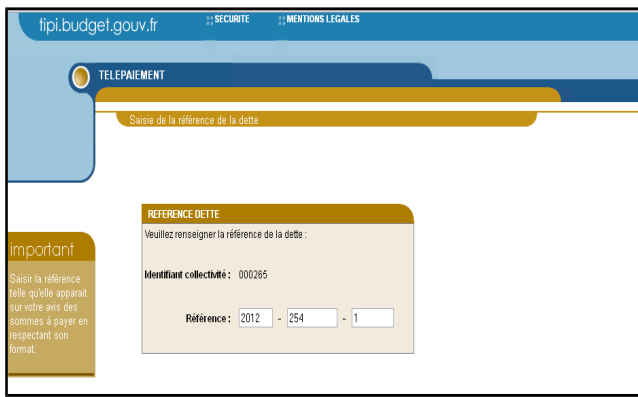 tipi.budget.gouv.fr
:: SECURITE
:: MENTIONS LEGALES
TELEPAIEMENT
Saisie de la référence de la dette
REFERENCE DETTE
Veuillez renseigner la référence de la dette :
Identifiant collectivité : 000265
Référence : 2012 - 254 - 1
important
Saisir la référence
telle qu'elle apparait
sur votre avis des
sommes à payer en
respectant son
format.